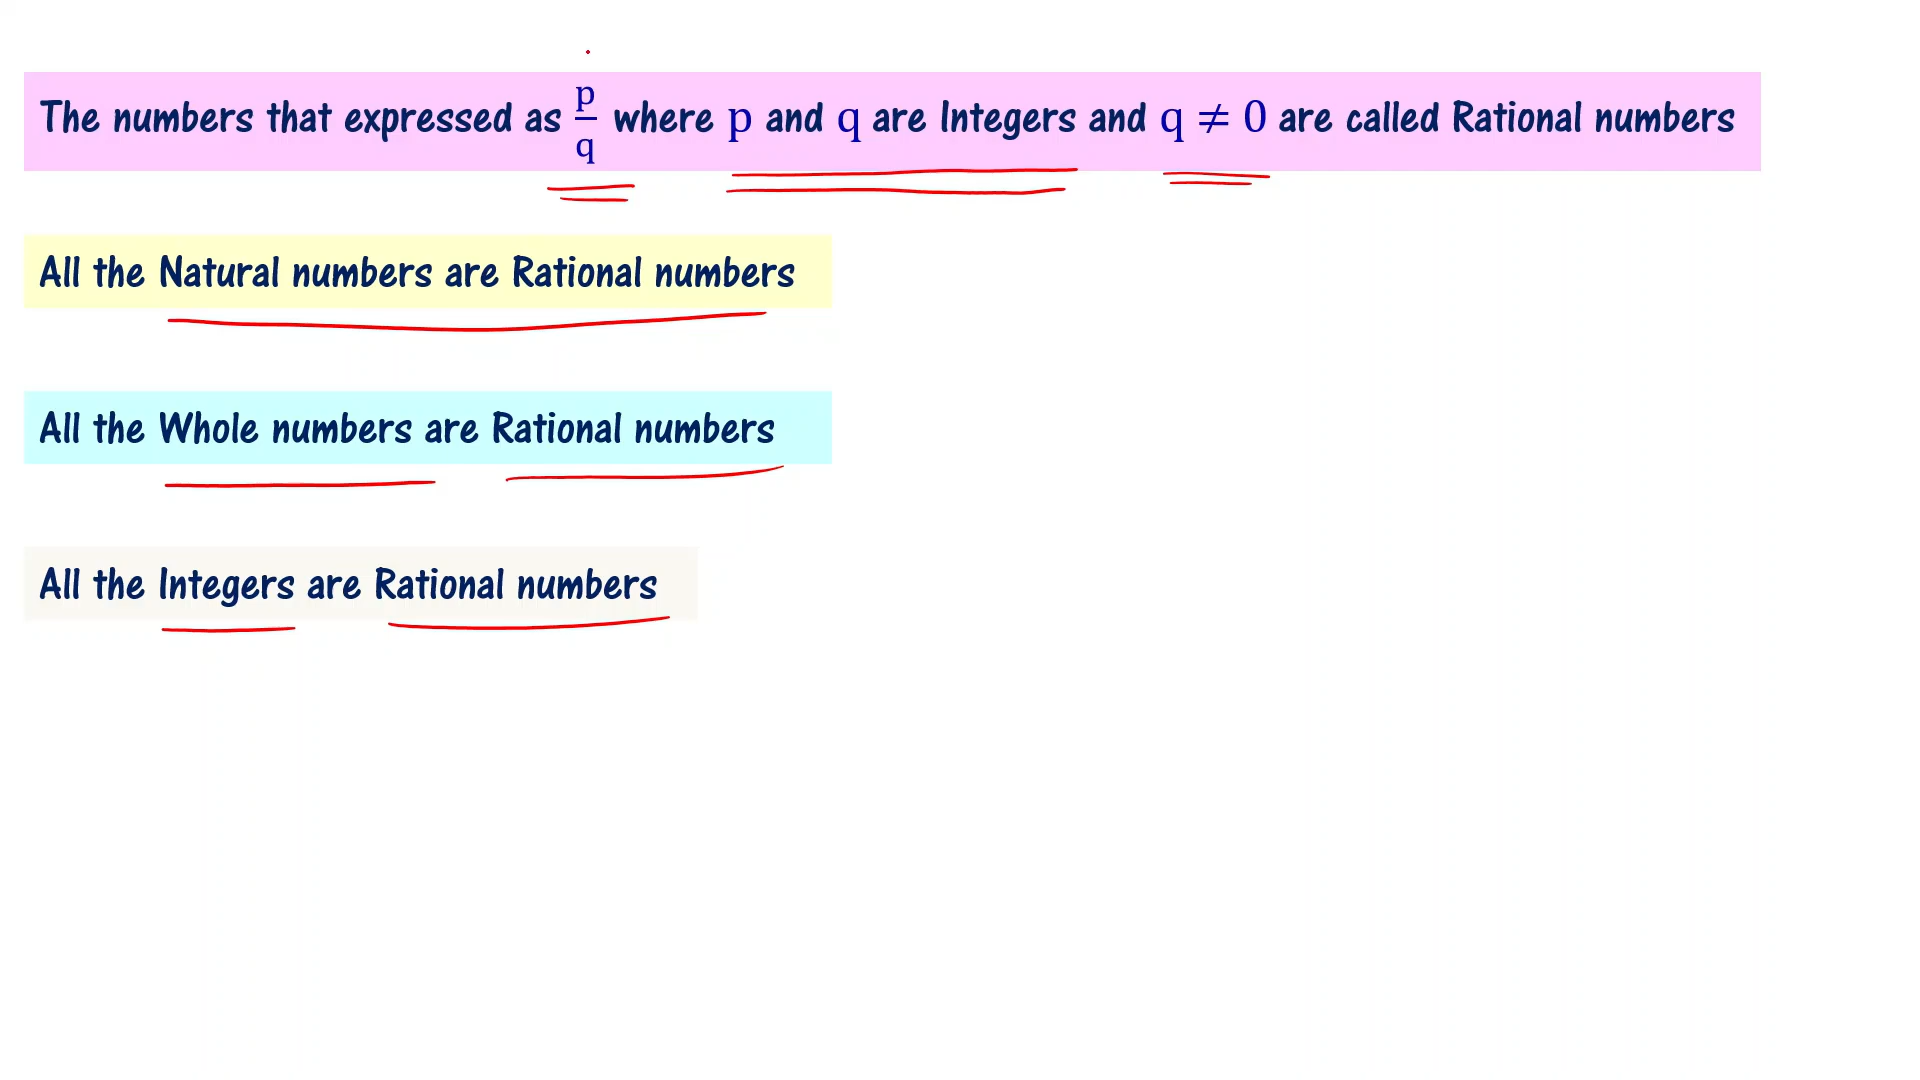 The numbers that expressed as p/q where p and q are Integers and q ≠ 0 are called Rational numbers
All the Natural numbers are Rational numbers
All the Whole numbers are Rational numbers
All the Integers are Rational numbers